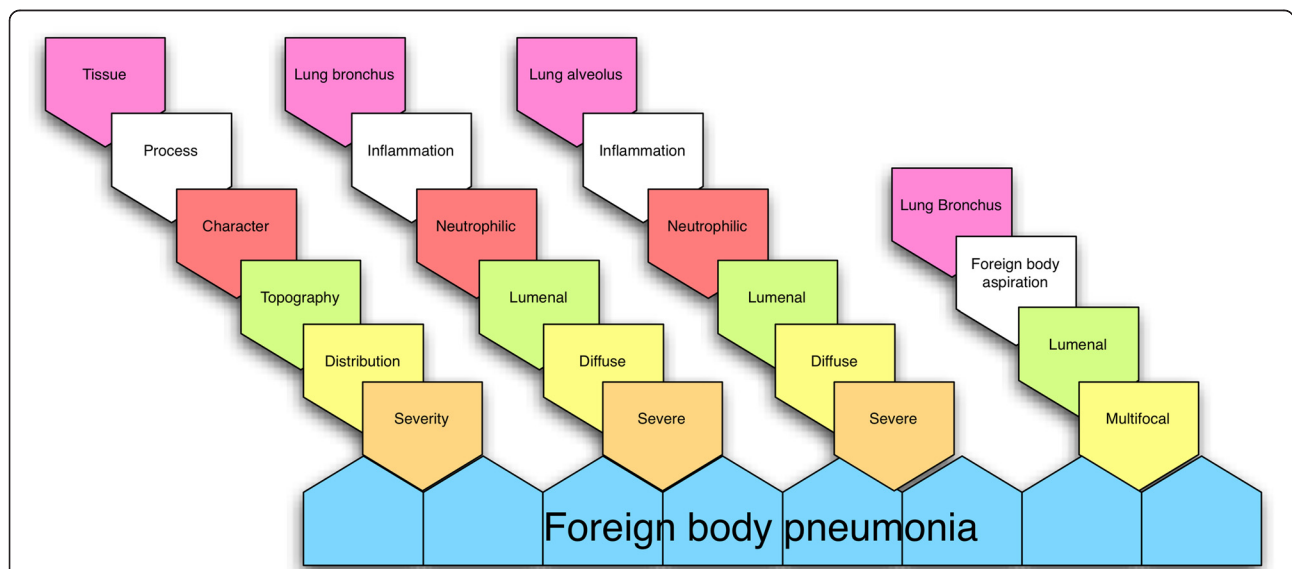 Tissue
Process
Character
Topography
Distribution
Severity
Lung bronchus
Inflammation
Neutrophilic
Lumenal
Diffuse
Severe
Lung alveolus
Inflammation
Neutrophilic
Lumenal
Diffuse
Severe
Lung Bronchus
Foreign body
aspiration
Lumenal
Multifocal
Foreign body pneumonia